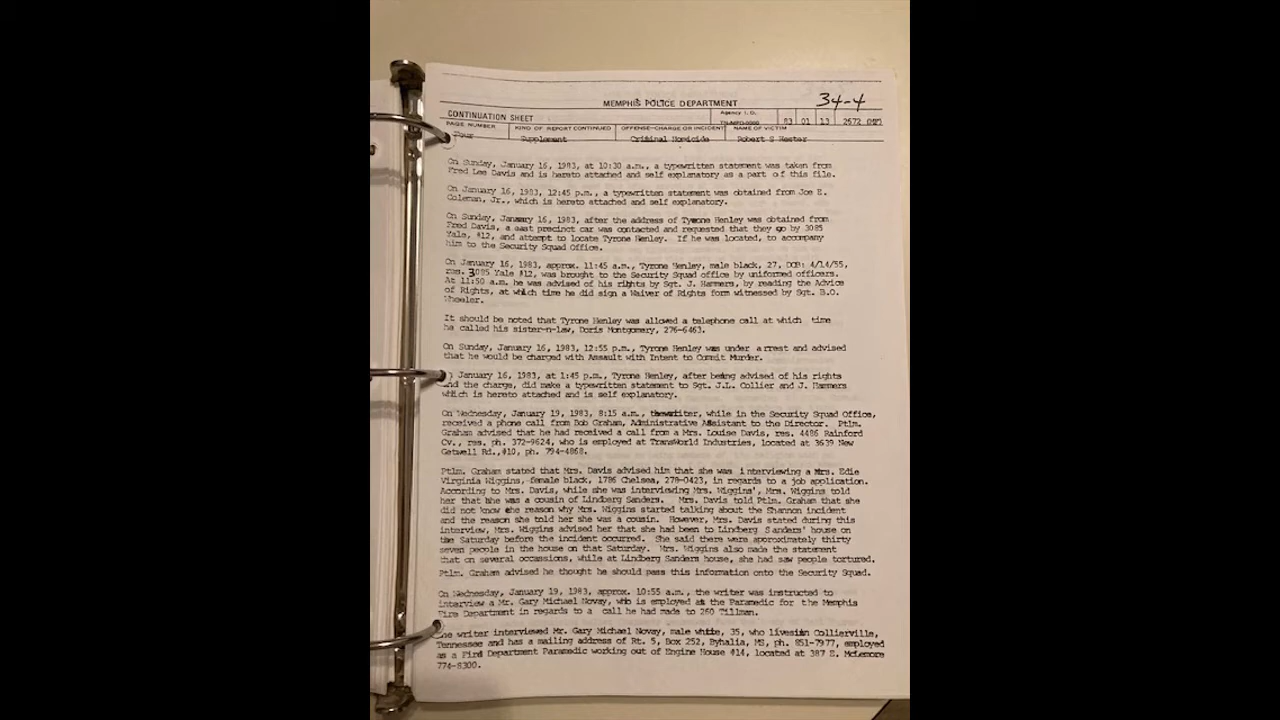 34-4
MEMPHIS POLICE DEPARTMENT
CONTINUATION SHEET
Agency I.D.
83 01 13 2672
PAGE NUMBER KIND OF REPORT CONTINUED OFFENSE-CHARGE OR INCIDENT NAME OF VICTIM
Four Supplement Criminal Homicide Robert S Hester
On Sunday, January 16, 1983, at 10:30 a.m., a typewritten statement was taken from
Fred Lee Davis and is hereto attached and self explanatory as a part of this file.
On January 16, 1983, 12:45 p.m., a typewritten statement was obtained from Joe E.
Coleman, Jr., which is hereto attached and self explanatory.
On Sunday, January 16, 1983, after the address of Tyrone Henley was obtained from
Fred Davis, a east precinct car was contacted and requested that they go by 3085
Yale, #12, and attempt to locate Tyrone Henley. If he was located, to accompany
him to the Security Squad Office.
On January 16, 1983, approx. 11:45 a.m., Tyrone Henley, male black, 27, DOB: 4/14/55,
res. 3085 Yale #12, was brought to the Security Squad office by uniformed officers.
At 11:50 a.m. he was advised of his rights by Sgt. J. Hammers, by reading the Advice
of Rights, at which time he did sign a Waiver of Rights form witnessed by Sgt. B.O.
Wheeler.
It should be noted that Tyrone Henley was allowed a telephone call at which time
he called his sister-n-law, Doris Montgomery, 276-6463.
On Sunday, January 16, 1983, 12:55 p.m., Tyrone Henley was under arrest and advised
that he would be charged with Assault with Intent to Commit Murder.
January 16, 1983, at 1:45 p.m., Tyrone Henley, after being advised of his rights
and the charge, did make a typewritten statement to Sgt. J.L. Collier and J. Hammers
which is hereto attached and is self explanatory.
On Wednesday, January 19, 1983, 8:15 a.m., thewriter, while in the Security Squad Office,
received a phone call from Bob Graham, Administrative Assistant to the Director. Ptlm.
Graham advised that he had received a call from a Mrs. Louise Davis, res. 4486 Rainford
Cv., res. ph. 372-9624, who is employed at TransWorld Industries, located at 3639 New
Getwell Rd.,#10, ph. 794-4868.
Ptlm. Graham stated that Mrs. Davis advised him that she was interviewing a Mrs. Edie
Virginia Wiggins, female black, 1786 Chelsea, 278-0423, in regards to a job application.
According to Mrs. Davis, while she was interviewing Mrs. Wiggins', Mrs. Wiggins told
her that she was a cousin of Lindberg Sanders. Mrs. Davis told Ptlm. Graham that she
did not know the reason why Mrs. Wiggins started talking about the Shannon incident
and the reason she told her she was a cousin. However, Mrs. Davis stated during this
interview, Mrs. Wiggins advised her that she had been to Lindberg Sanders' house on
the Saturday before the incident occurred. She said there were approximately thirty
seven people in the house on that Saturday. Mrs. Wiggins also made the statement
that on several occassions, while at Lindberg Sanders house, she had saw people tortured.
Ptlm. Graham advised he thought he should pass this information onto the Security Squad.
On Wednesday, January 19, 1983, approx. 10:55 a.m., the writer was instructed to
interview a Mr. Gary Michael Novay, who is employed as the Paramedic for the Memphis
Fire Department in regards to a call he had made to 260 Tillman.
The writer interviewed Mr. Gary Michael Novay, male white, 35, who livesin Collierville,
Tennessee and has a mailing address of Rt. 5, Box 252, Byhalia, MS, ph. 851-7977, employed
as a Fire Department Paramedic working out of Engine House #14, located at 387 E. McLemore
774-8300.